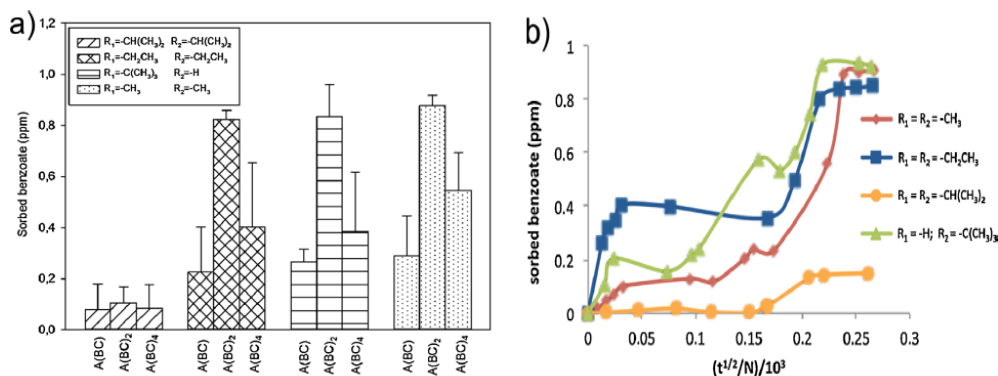 a)
Sorbed benzoate (ppm)
1,2
1,0
0,8
0,6
0,4
0,2
0,0
R₁=-CH(CH₃)₂ R₂=-CH(CH₃)₂
R₁=-CH₂CH₃ R₂=-CH₂CH₃
R₁=-C(CH₃)₃ R₂=-H
R₁=-CH₃ R₂=-CH₃
A(BC) A(BC)₂ A(BC)₄ A(BC) A(BC)₂ A(BC)₄ A(BC) A(BC)₂ A(BC)₄ A(BC) A(BC)₂ A(BC)₄
b)
sorbed benzoate (ppm)
1
0.8
0.6
0.4
0.2
0
0 0.05 0.1 0.15 0.2 0.25 0.3
(t^1/2/N)/10³
R₁ = R₂ = -CH₃
R₁ = R₂ = -CH₂CH₃
R₁ = R₂ = -CH(CH₃)₂
R₁ = -H; R₂ = -C(CH₃)₃